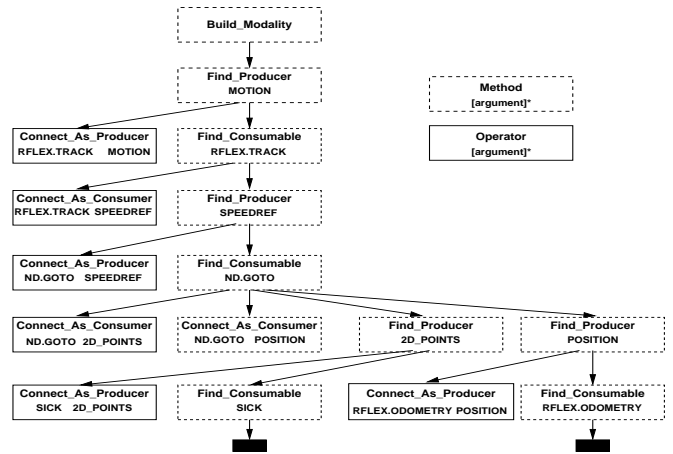 Build_Modality
Find_Producer
MOTION
Method
[argument]*
Connect_As_Producer
RFLEX.TRACK MOTION
Find_Consumable
RFLEX.TRACK
Operator
[argument]*
Connect_As_Consumer
RFLEX.TRACK SPEEDREF
Find_Producer
SPEEDREF
Connect_As_Producer
ND.GOTO SPEEDREF
Find_Consumable
ND.GOTO
Connect_As_Consumer
ND.GOTO 2D_POINTS
Connect_As_Consumer
ND.GOTO POSITION
Find_Producer
2D_POINTS
Find_Producer
POSITION
Connect_As_Producer
SICK 2D_POINTS
Find_Consumable
SICK
Connect_As_Producer
RFLEX.ODOMETRY POSITION
Find_Consumable
RFLEX.ODOMETRY